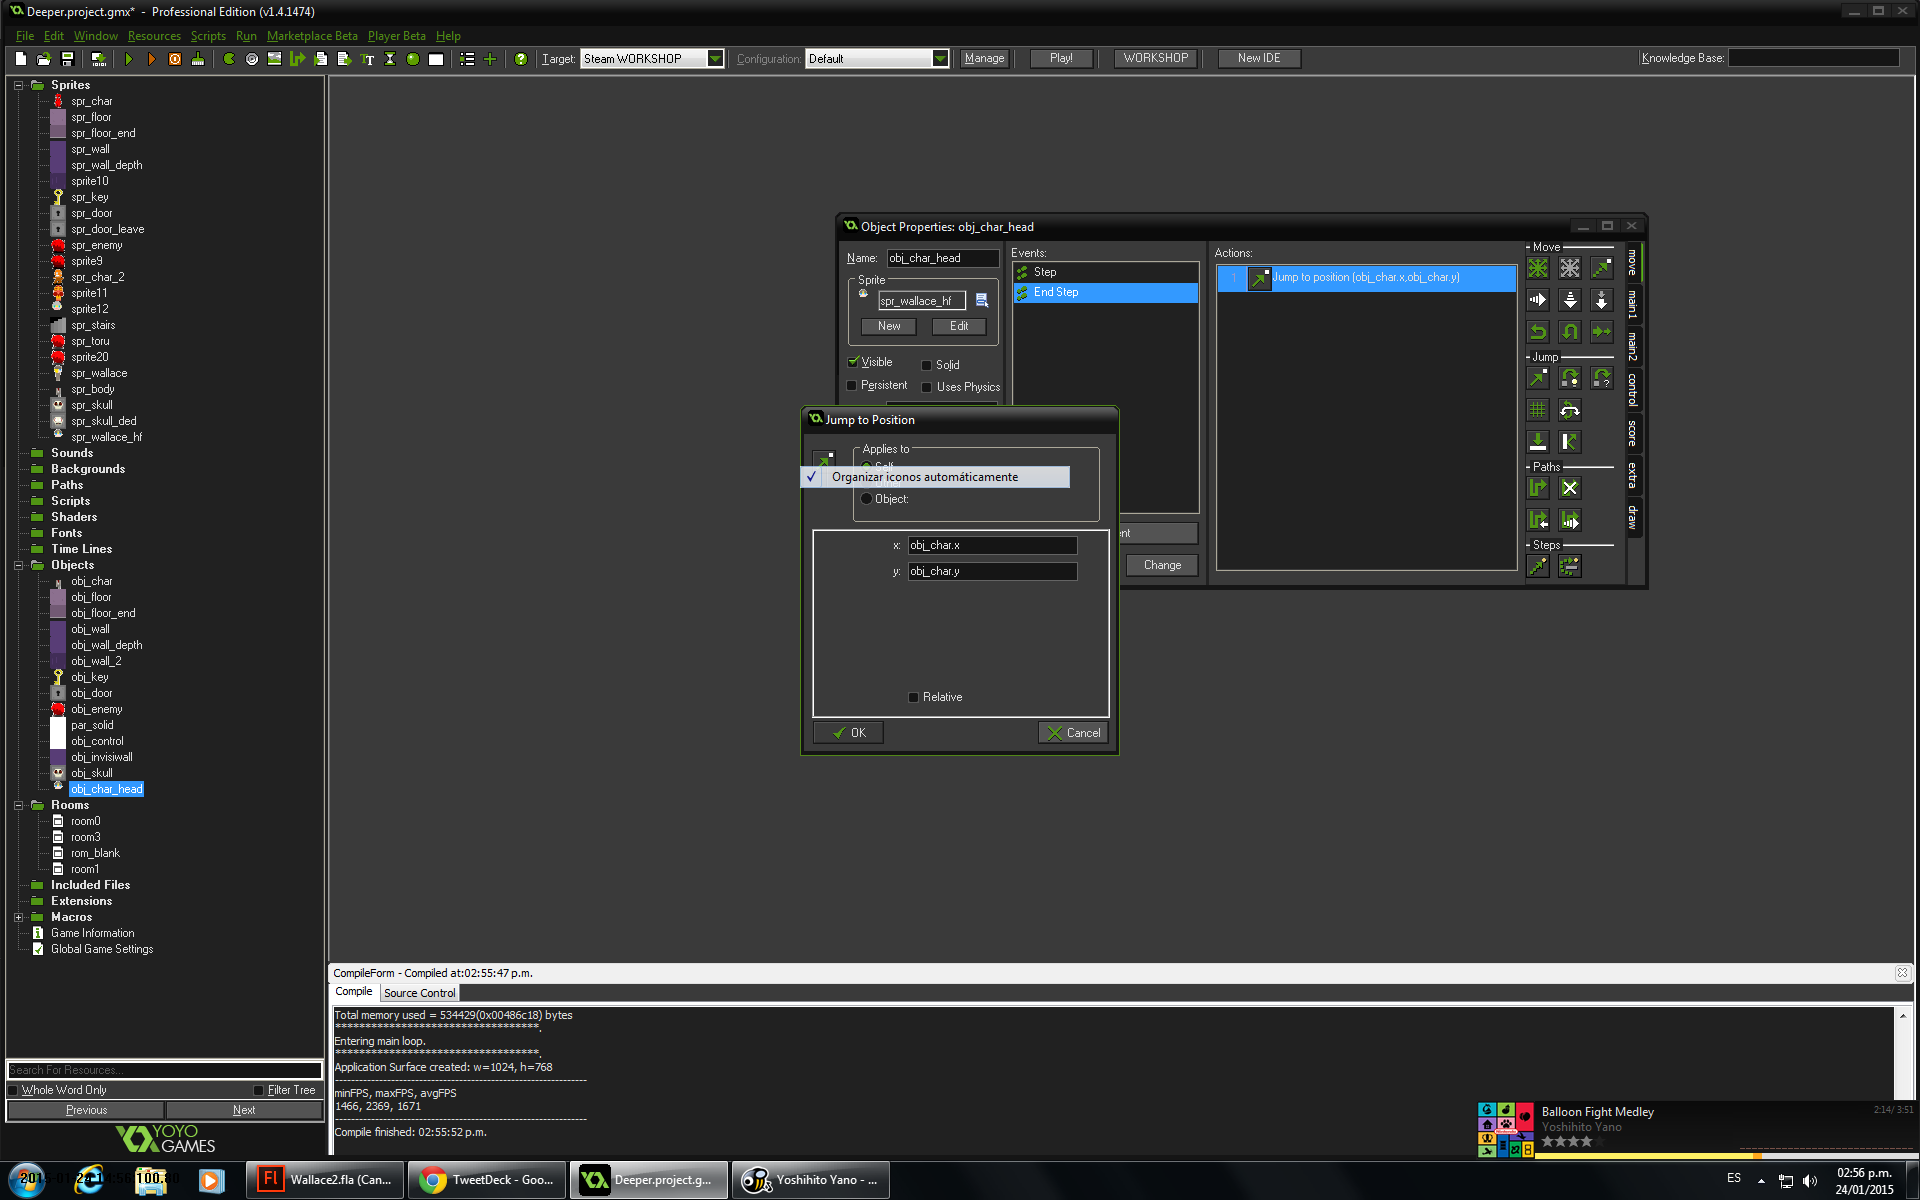 Deeper.project.gmx* - Professional Edition (v1.4.1474)
File Edit Window Resources Scripts Run Marketplace Beta Player Beta Help
Target: Steam WORKSHOP Configuration: Default Manage Play! WORKSHOP New IDE Knowledge Base:
Sprites
spr_char
spr_floor
spr_floor_end
spr_wall
spr_wall_depth
sprite10
spr_key
spr_door
spr_door_leave
spr_enemy
sprite9
spr_char_2
sprite11
sprite12
spr_stairs
spr_toru
sprite20
spr_wallace
spr_body
spr_skull
spr_skull_ded
spr_wallace_hf
Sounds
Backgrounds
Paths
Scripts
Shaders
Fonts
Time Lines
Objects
obj_char
obj_floor
obj_floor_end
obj_wall
obj_wall_depth
obj_wall_2
obj_key
obj_door
obj_enemy
par_solid
obj_control
obj_invisiwall
obj_skull
obj_char_head
Rooms
room0
room3
rom_blank
room1
Included Files
Extensions
Macros
Game Information
Global Game Settings
Search For Resources...
Whole Word Only Filter Tree
Previous Next
YOYO
GAMES
Object Properties: obj_char_head
Name: obj_char_head
Sprite
spr_wallace_hf
New Edit
Visible Solid
Persistent Uses Physics
Events:
Step
End Step
Change
Actions:
1 Jump to position (obj_char.x,obj_char.y)
Move
Jump
Paths
Steps
move
main1
main2
control
score
extra
draw
Jump to Position
Applies to
Self
Organizar iconos automáticamente
Object:
x: obj_char.x
y: obj_char.y
Relative
OK Cancel
CompileForm - Compiled at:02:55:47 p.m.
Compile Source Control
Total memory used = 534429(0x00486c18) bytes
**********************************.
Entering main loop.
**********************************.
Application Surface created: w=1024, h=768
minFPS, maxFPS, avgFPS
1466, 2369, 1671
Compile finished: 02:55:52 p.m.
Balloon Fight Medley 2:14/ 3:51
Yoshihito Yano
Wallace2.fla (Can...
TweetDeck - Goo...
Deeper.project.g...
Yoshihito Yano - ...
ES
02:56 p.m.
24/01/2015